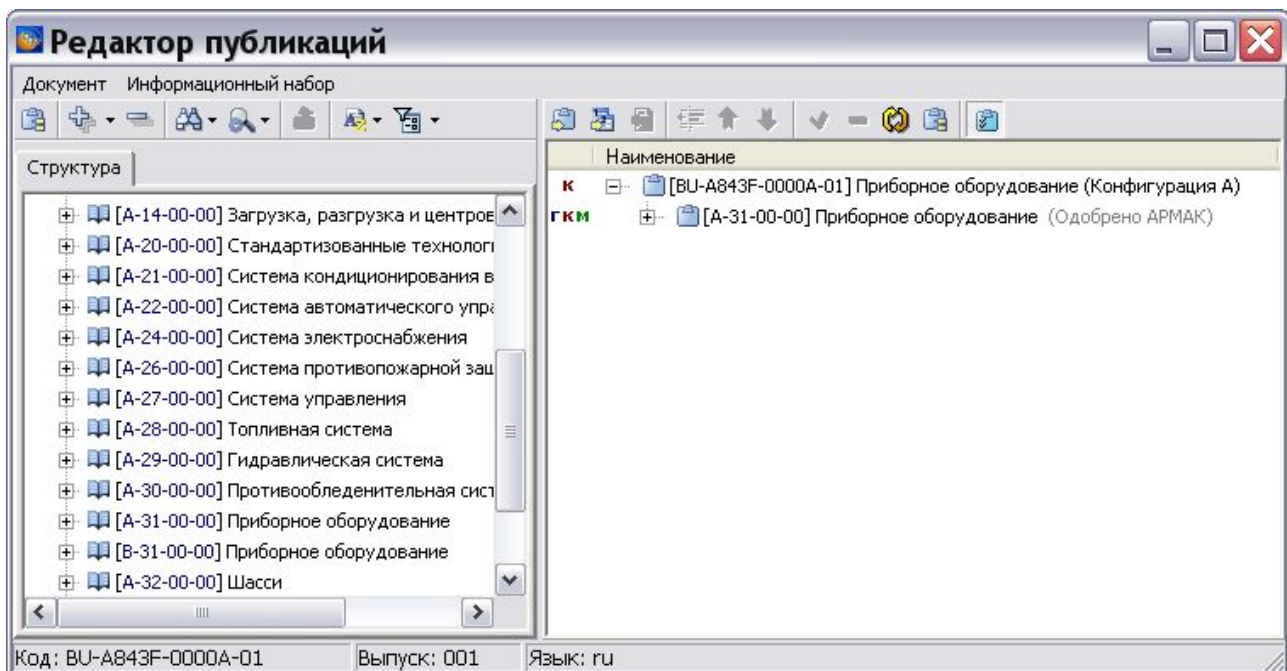 Редактор публикаций
Документ Информационный набор
Структура
[A-14-00-00] Загрузка, разгрузка и центров
[A-20-00-00] Стандартизованные технологи
[A-21-00-00] Система кондиционирования в
[A-22-00-00] Система автоматического упра
[A-24-00-00] Система электроснабжения
[A-26-00-00] Система противопожарной защ
[A-27-00-00] Система управления
[A-28-00-00] Топливная система
[A-29-00-00] Гидравлическая система
[A-30-00-00] Противообледенительная сист
[A-31-00-00] Приборное оборудование
[B-31-00-00] Приборное оборудование
[A-32-00-00] Шасси
Наименование
К [BU-A843F-0000A-01] Приборное оборудование (Конфигурация А)
ГКМ [A-31-00-00] Приборное оборудование (Одобрено АРМАК)
Код: BU-A843F-0000A-01 Выпуск: 001 Язык: ru